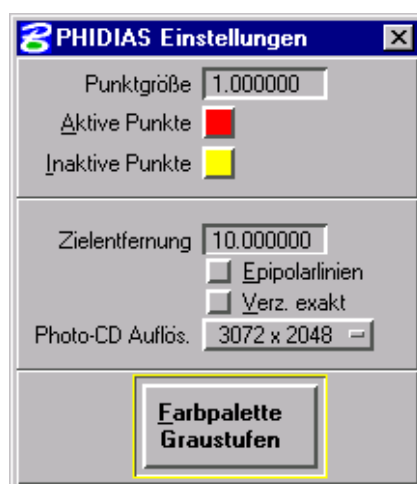 PHIDIAS Einstellungen
Punktgröße 1.000000
Aktive Punkte
Inaktive Punkte
Zielentfernung 10.000000
Epipolarlinien
Verz. exakt
Photo-CD Auflös. 3072 x 2048
Farbpalette
Graustufen